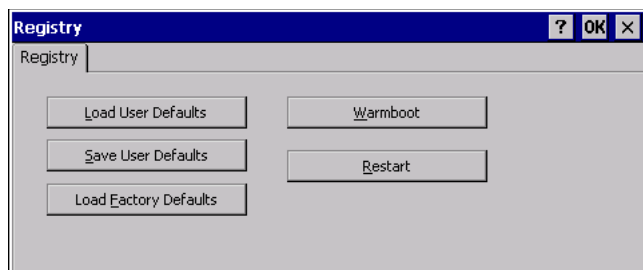 Registry ? OK ×
Registry
Load User Defaults
Save User Defaults
Load Factory Defaults
Warmboot
Restart